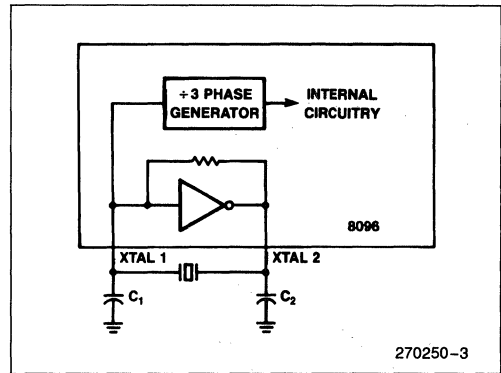 ÷3 PHASE
GENERATOR
INTERNAL
CIRCUITRY
8096
XTAL 1
XTAL 2
C1
C2
270250-3